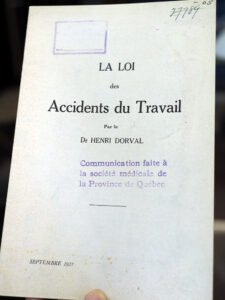 LA LOI
des
Accidents du Travail
Par le
Dr HENRI DORVAL
Communication faite à
la société médicale de
la Province de Québec
SEPTEMBRE